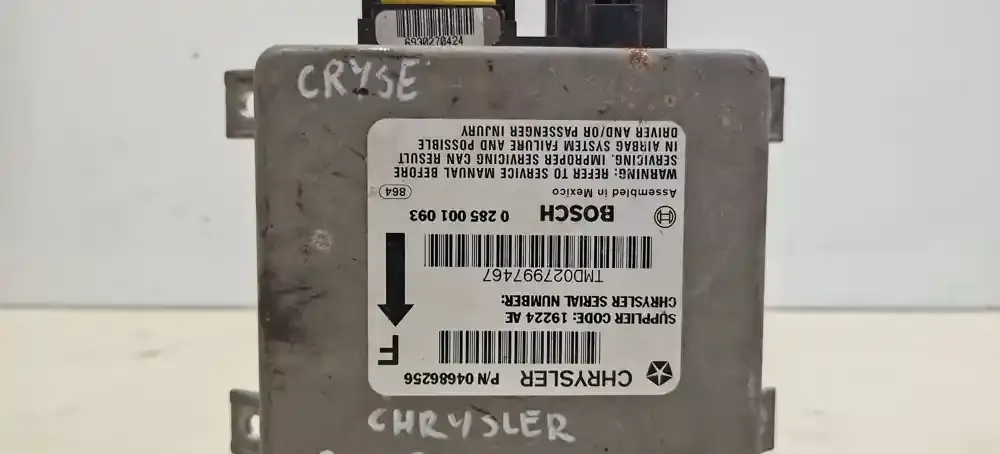 6930270424
CRYSE
CHRYSLER P/N 04686256
F
SUPPLIER CODE: 19224 AE
CHRYSLER SERIAL NUMBER:
TMD027997467
BOSCH 0 285 001 093
Assembled in Mexico 864
WARNING: REFER TO SERVICE MANUAL BEFORE
SERVICING. IMPROPER SERVICING CAN RESULT
IN AIRBAG SYSTEM FAILURE AND POSSIBLE
DRIVER AND/OR PASSENGER INJURY
CHRYSLER